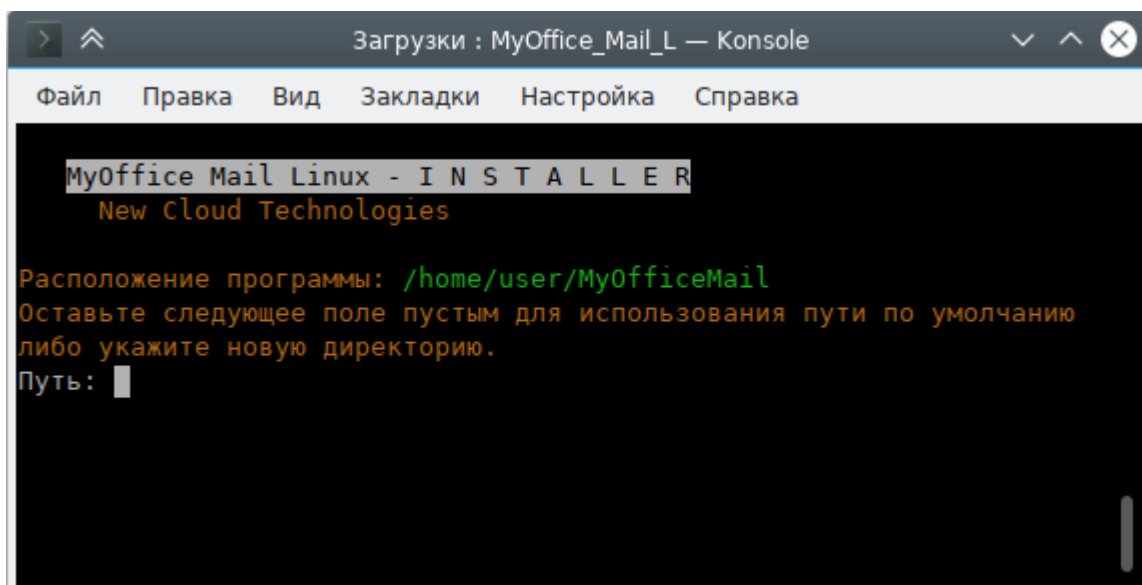 Загрузки : MyOffice_Mail_L — Konsole
Файл Правка Вид Закладки Настройка Справка
MyOffice Mail Linux - I N S T A L L E R
New Cloud Technologies
Расположение программы: /home/user/MyOfficeMail
Оставьте следующее поле пустым для использования пути по умолчанию
либо укажите новую директорию.
Путь: